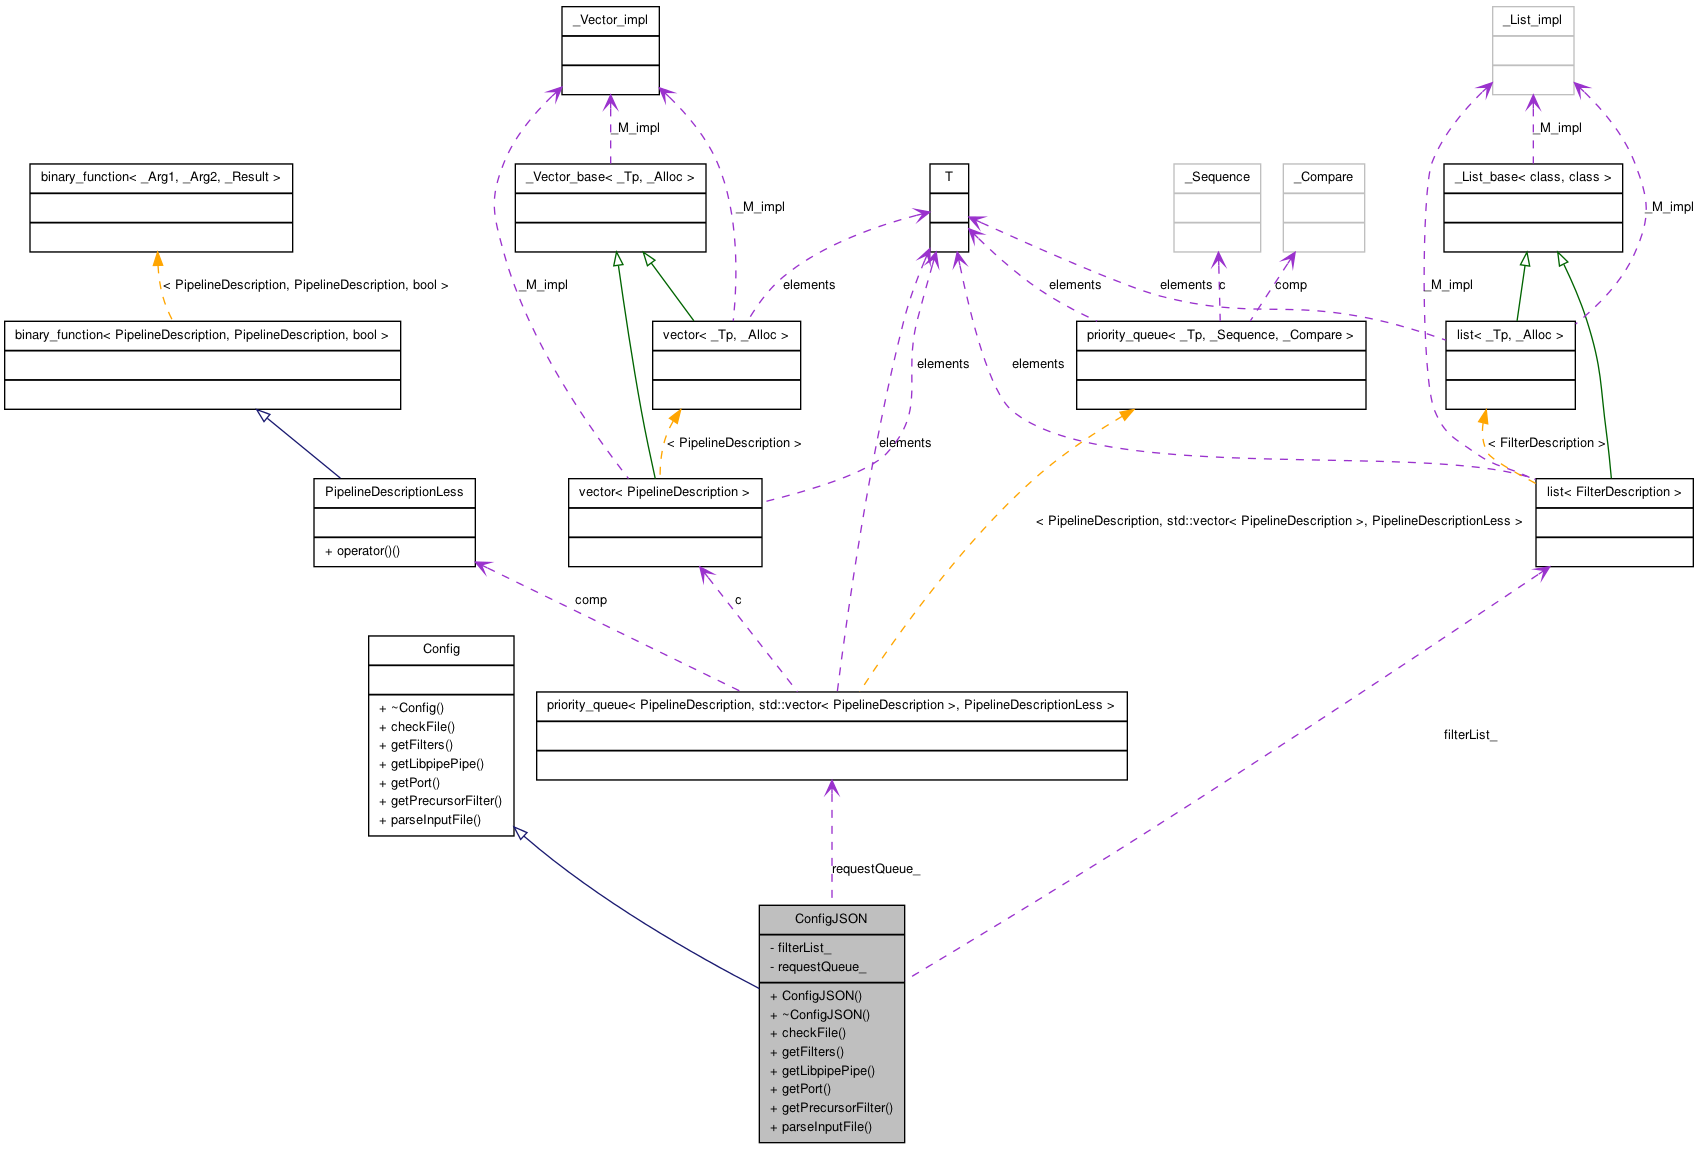 _Vector_impl
_List_impl
_M_impl
_M_impl
binary_function< _Arg1, _Arg2, _Result >
_Vector_base< _Tp, _Alloc >
T
_Sequence
_Compare
_List_base< class, class >
_M_impl
_M_impl
< PipelineDescription, PipelineDescription, bool >
_M_impl
elements
elements
elements
c
comp
_M_impl
binary_function< PipelineDescription, PipelineDescription, bool >
vector< _Tp, _Alloc >
priority_queue< _Tp, _Sequence, _Compare >
list< _Tp, _Alloc >
elements
elements
< PipelineDescription >
elements
< FilterDescription >
PipelineDescriptionLess
+ operator()()
vector< PipelineDescription >
list< FilterDescription >
< PipelineDescription, std::vector< PipelineDescription >, PipelineDescriptionLess >
comp
c
Config
+ ~Config()
+ checkFile()
+ getFilters()
+ getLibpipePipe()
+ getPort()
+ getPrecursorFilter()
+ parseInputFile()
priority_queue< PipelineDescription, std::vector< PipelineDescription >, PipelineDescriptionLess >
filterList_
requestQueue_
ConfigJSON
- filterList_
- requestQueue_
+ ConfigJSON()
+ ~ConfigJSON()
+ checkFile()
+ getFilters()
+ getLibpipePipe()
+ getPort()
+ getPrecursorFilter()
+ parseInputFile()